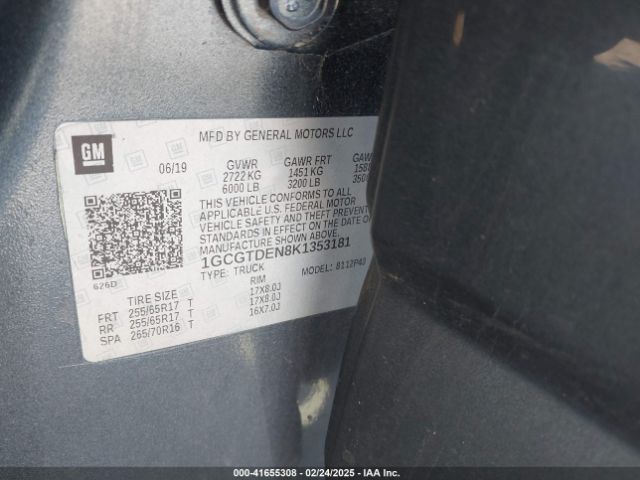 GM
MFD BY GENERAL MOTORS LLC
06/19 GVWR GAWR FRT
2722KG 1451 KG
6000 LB 3200 LB
THIS VEHICLE CONFORMS TO ALL
APPLICABLE U.S. FEDERAL MOTOR
VEHICLE SAFETY AND THEFT PREVENT
STANDARDS IN EFFECT ON THE DATE
OF MANUFACTURE SHOWN ABOVE.
1GCGTDEN8K1353181
TYPE: TRUCK MODEL: 8112P43
626D
TIRE SIZE RIM
FRT 255/65R17 T 17X8.0J
RR 255/65R17 T 17X8.0J
SPA 265/70R16 T 16X7.0J
000-41655308 - 02/24/2025 - IAA Inc.